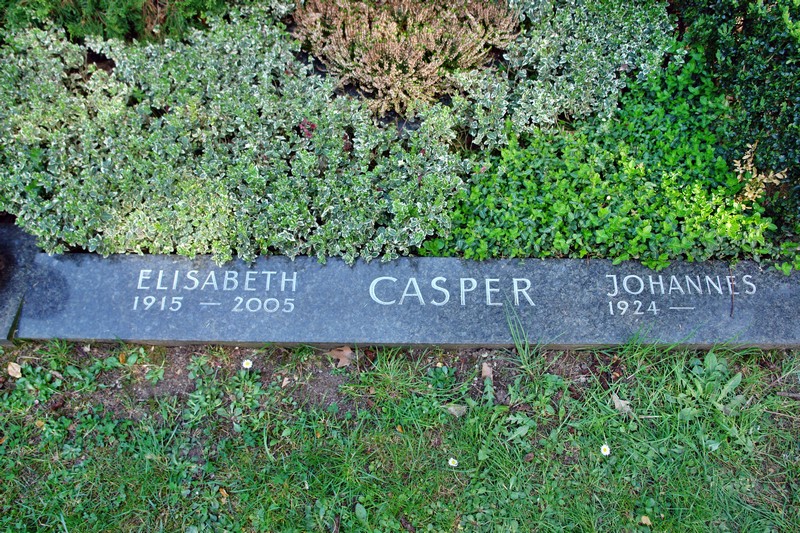 ELISABETH
1915 — 2005
CASPER
JOHANNES
1924 —